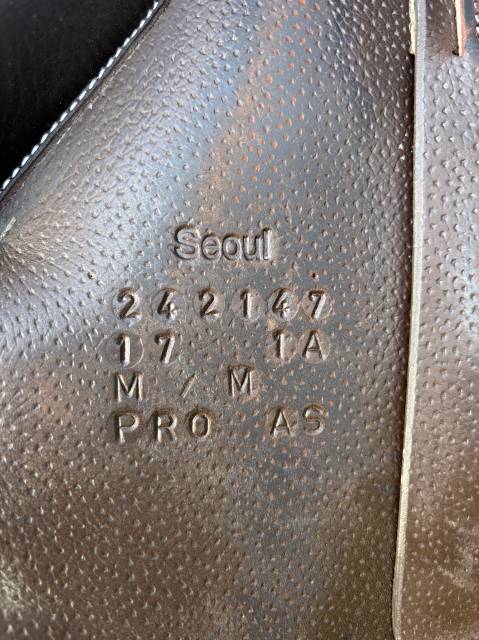 Seoul
242147
17 1A
M / M
PRO AS